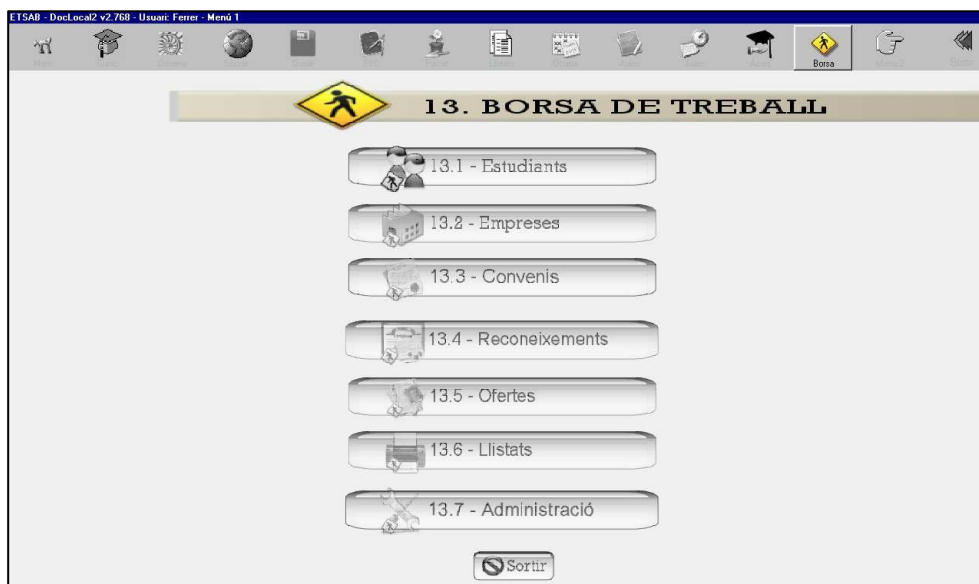 ETSAB - DocLocal2 v2.768 - Usuari: Ferrer - Menú 1
Borsa
13. BORSA DE TREBALL
13.1 - Estudiants
13.2 - Empreses
13.3 - Convenis
13.4 - Reconeixements
13.5 - Ofertes
13.6 - Llistats
13.7 - Administració
Sortir